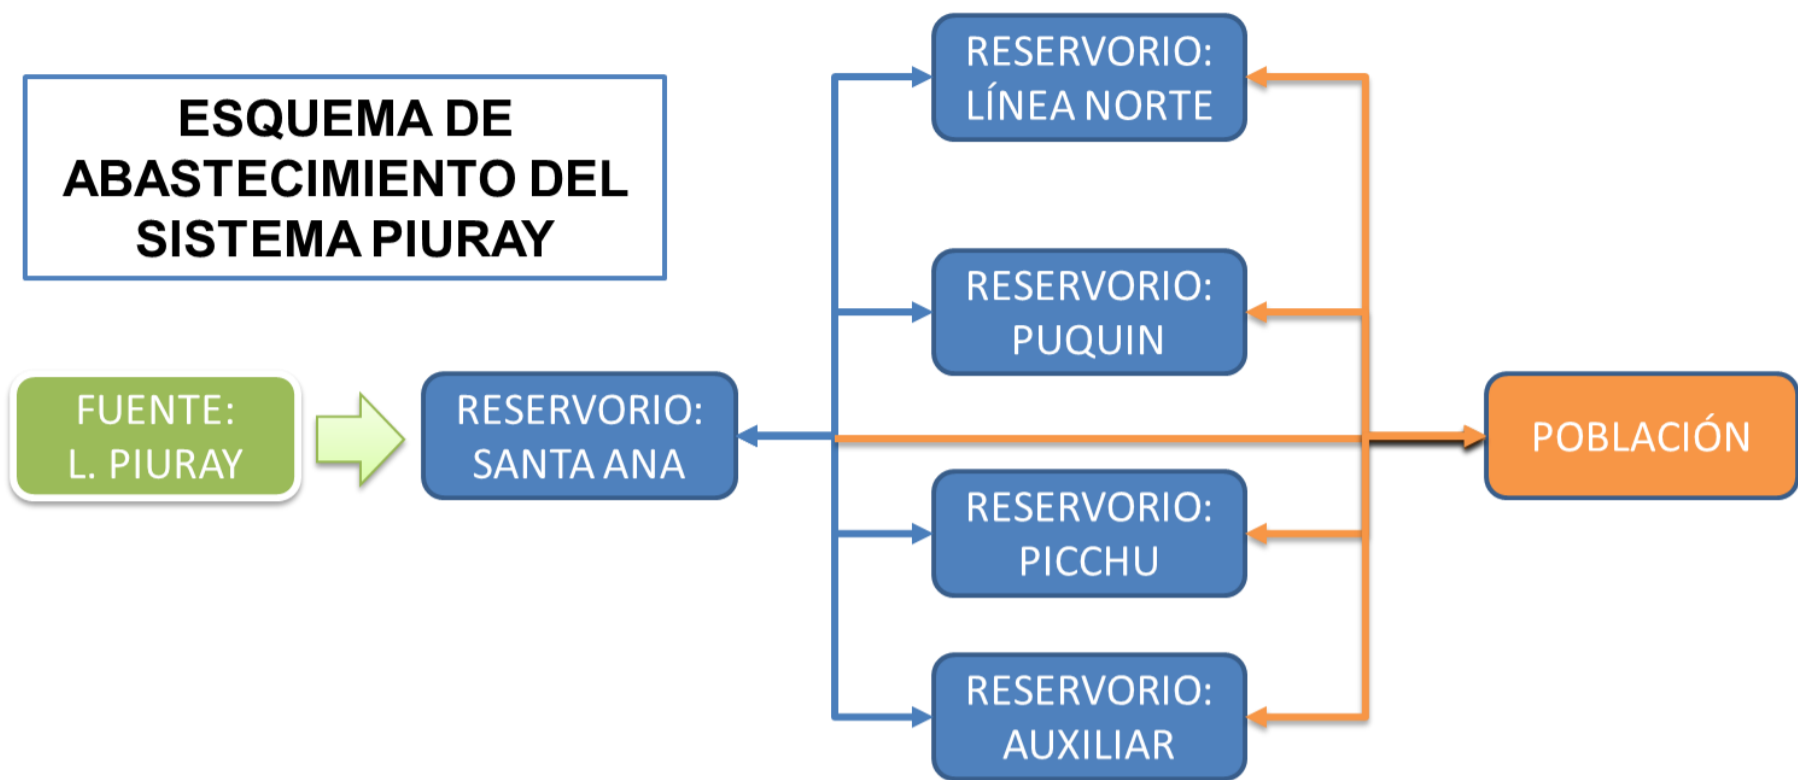 ESQUEMA DE
ABASTECIMIENTO DEL
SISTEMA PIURAY
FUENTE:
L. PIURAY
RESERVORIO:
SANTA ANA
RESERVORIO:
LÍNEA NORTE
RESERVORIO:
PUQUIN
RESERVORIO:
PICCHU
RESERVORIO:
AUXILIAR
POBLACIÓN